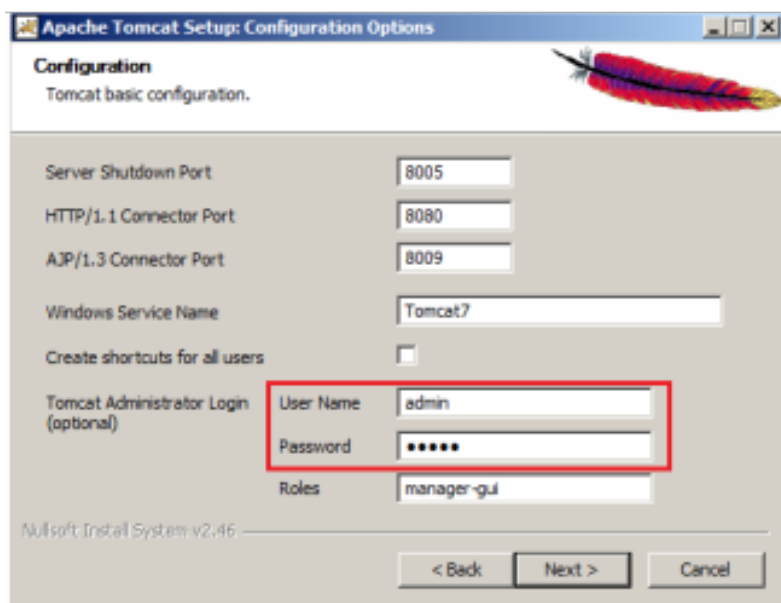 Apache Tomcat Setup: Configuration Options
Configuration
Tomcat basic configuration.
Server Shutdown Port 8005
HTTP/1.1 Connector Port 8080
AJP/1.3 Connector Port 8009
Windows Service Name Tomcat7
Create shortcuts for all users
Tomcat Administrator Login (optional) User Name admin
Password •••••
Roles manager-gui
Nullsoft Install System v2.46
< Back Next > Cancel